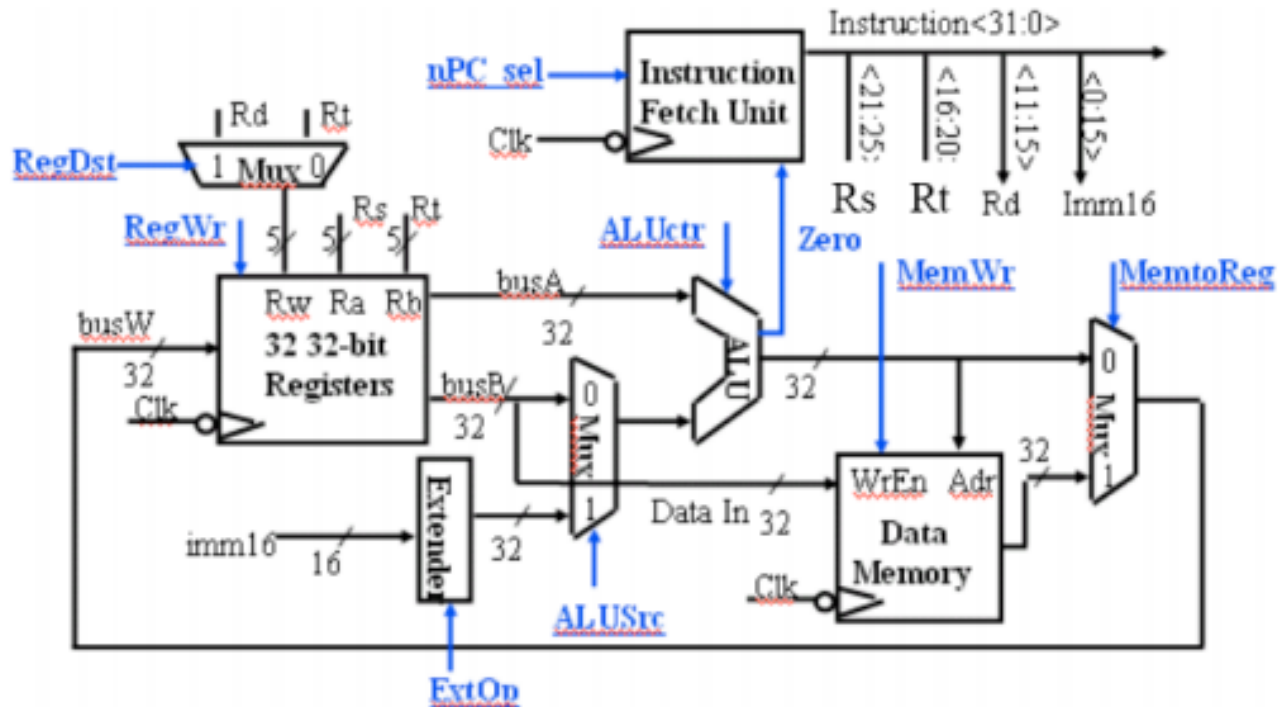 Instruction<31:0>
nPC_sel
Instruction
Fetch Unit
Clk
<21:25>
<16:20>
<11:15>
<0:15>
Rs
Rt
Rd
Imm16
Rd
Rt
RegDst
1 Mux 0
RegWr
5
5
Rs
5
Rt
ALUctr
Zero
MemWr
MemtoReg
busW
32
Rw Ra Rb
32 32-bit
Registers
Clk
busA
32
busB
32
0
Mux
1
ALU
32
0
Mux
1
32
WrEn Adr
Data
Memory
Data In
32
Clk
imm16
16
Extender
32
ALUSrc
ExtOp